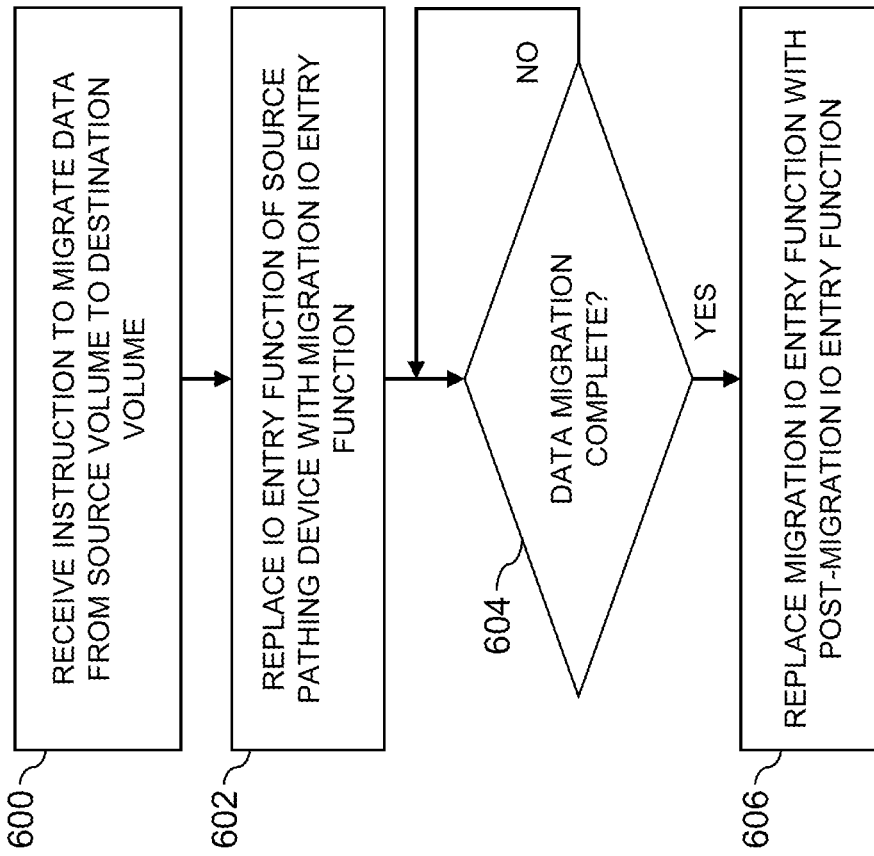 600
RECEIVE INSTRUCTION TO MIGRATE DATA
FROM SOURCE VOLUME TO DESTINATION
VOLUME
602
REPLACE IO ENTRY FUNCTION OF SOURCE
PATHING DEVICE WITH MIGRATION IO ENTRY
FUNCTION
604
DATA MIGRATION
COMPLETE?
NO
YES
606
REPLACE MIGRATION IO ENTRY FUNCTION WITH
POST-MIGRATION IO ENTRY FUNCTION